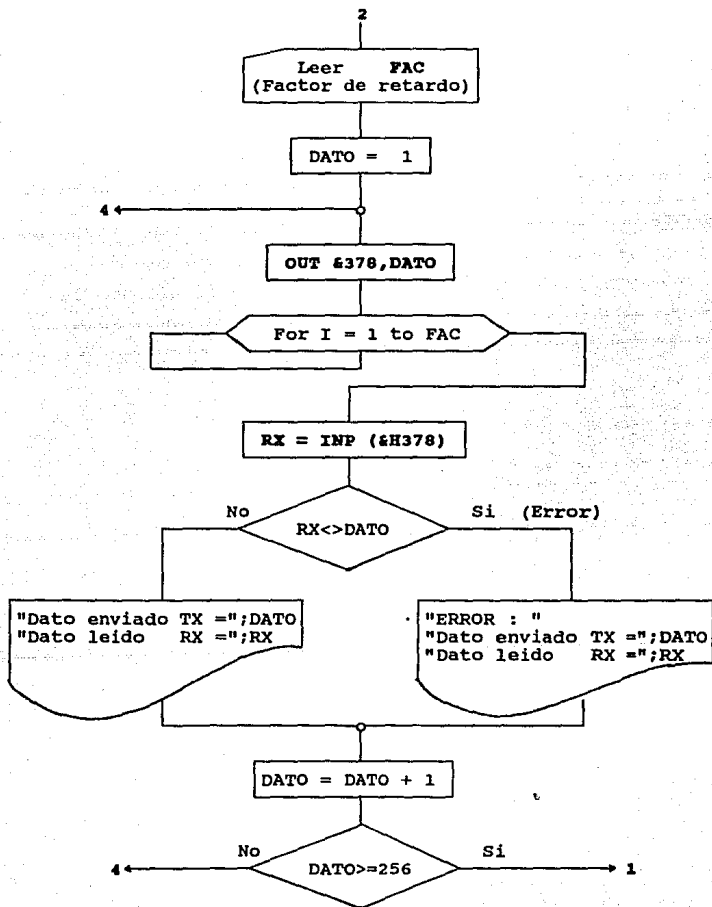 2
Leer FAC
(Factor de retardo)
DATO = 1
4
OUT &378,DATO
For I = 1 to FAC
RX = INP (&H378)
No
RX<>DATO
Si (Error)
"Dato enviado TX =";DATO
"Dato leido RX =";RX
"ERROR : "
"Dato enviado TX =";DATO
"Dato leido RX =";RX
DATO = DATO + 1
No
DATO>=256
Si
4
1